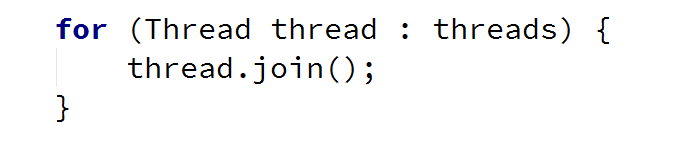 for (Thread thread : threads) {
    thread.join();
}